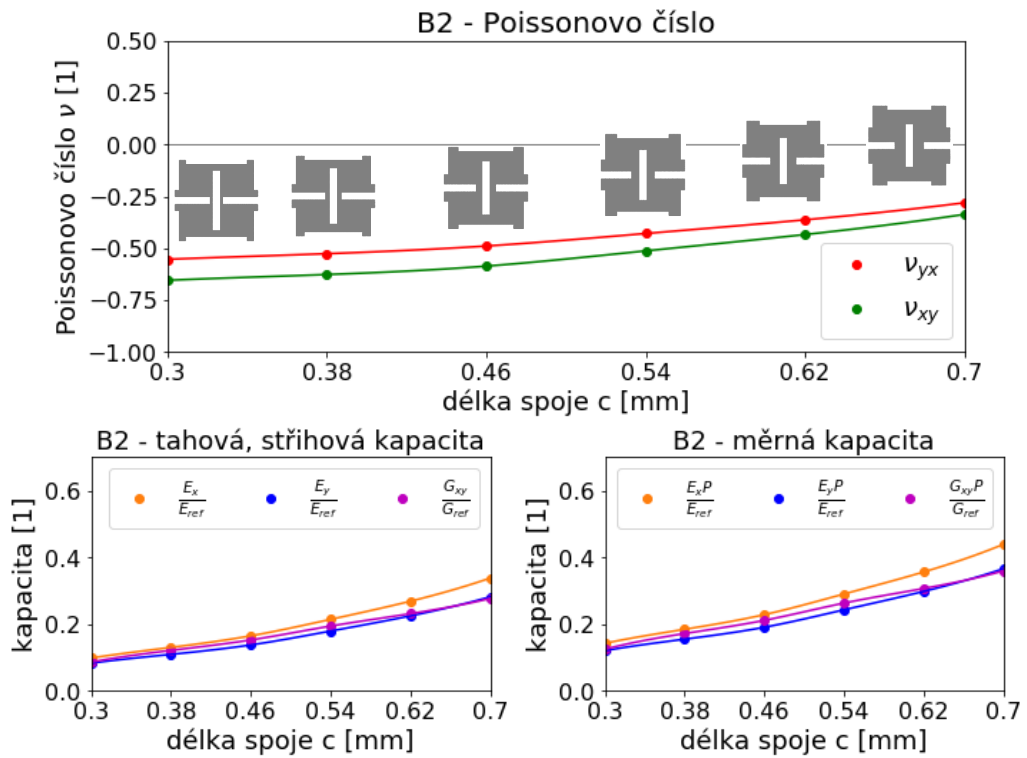 B2 - Poissonovo číslo
Poissonovo číslo ν [1]
0.50
0.25
0.00
−0.25
−0.50
−0.75
−1.00
ν_yx
ν_xy
0.3 0.38 0.46 0.54 0.62 0.7
délka spoje c [mm]
B2 - tahová, střihová kapacita
kapacita [1]
0.6
0.4
0.2
0.0
E_x/E_ref E_y/E_ref G_xy/G_ref
0.3 0.38 0.46 0.54 0.62 0.7
délka spoje c [mm]
B2 - měrná kapacita
kapacita [1]
0.6
0.4
0.2
0.0
E_xP/E_ref E_yP/E_ref G_xyP/G_ref
0.3 0.38 0.46 0.54 0.62 0.7
délka spoje c [mm]